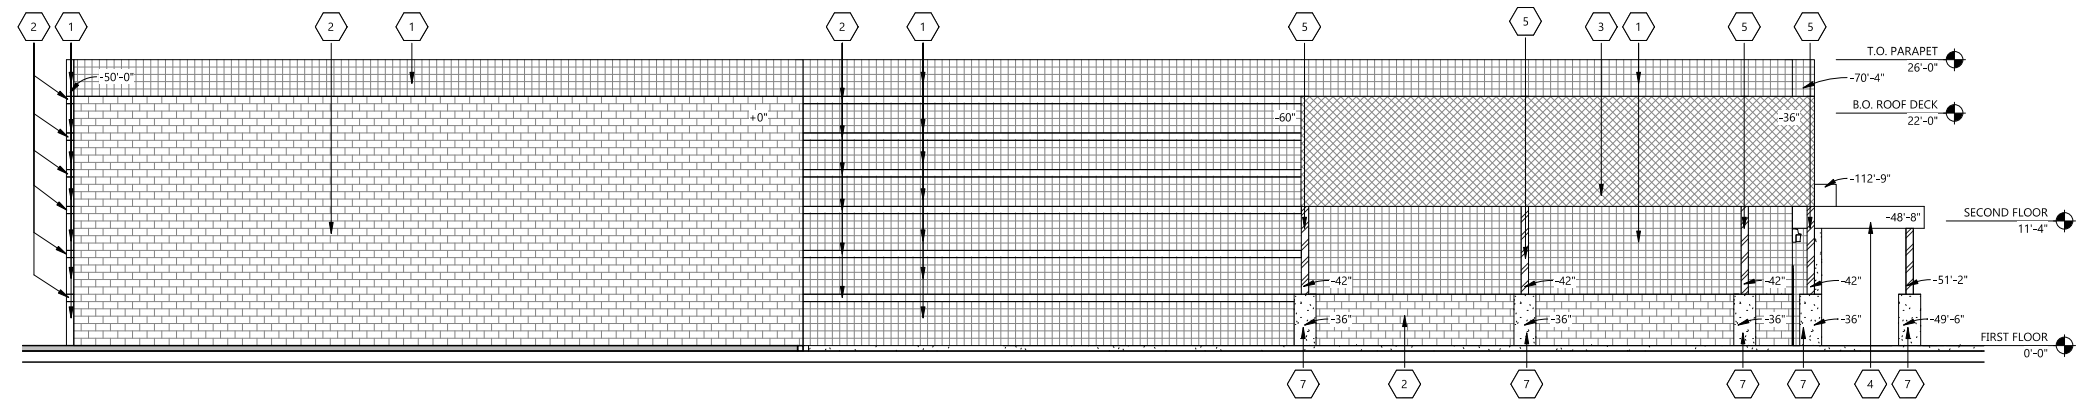 2 1 2 1 2 1 5 5 3 1 5 5
T.O. PARAPET
26'-0"
-50'-0"
-70'-4"
B.O. ROOF DECK
22'-0"
+0" -60" -36"
-112'-9"
SECOND FLOOR
11'-4"
-48'-8"
-42" -42" -42" -42" -51'-2"
-36" -36" -36" -36" -49'-6"
FIRST FLOOR
0'-0"
7 2 7 7 7 4 7